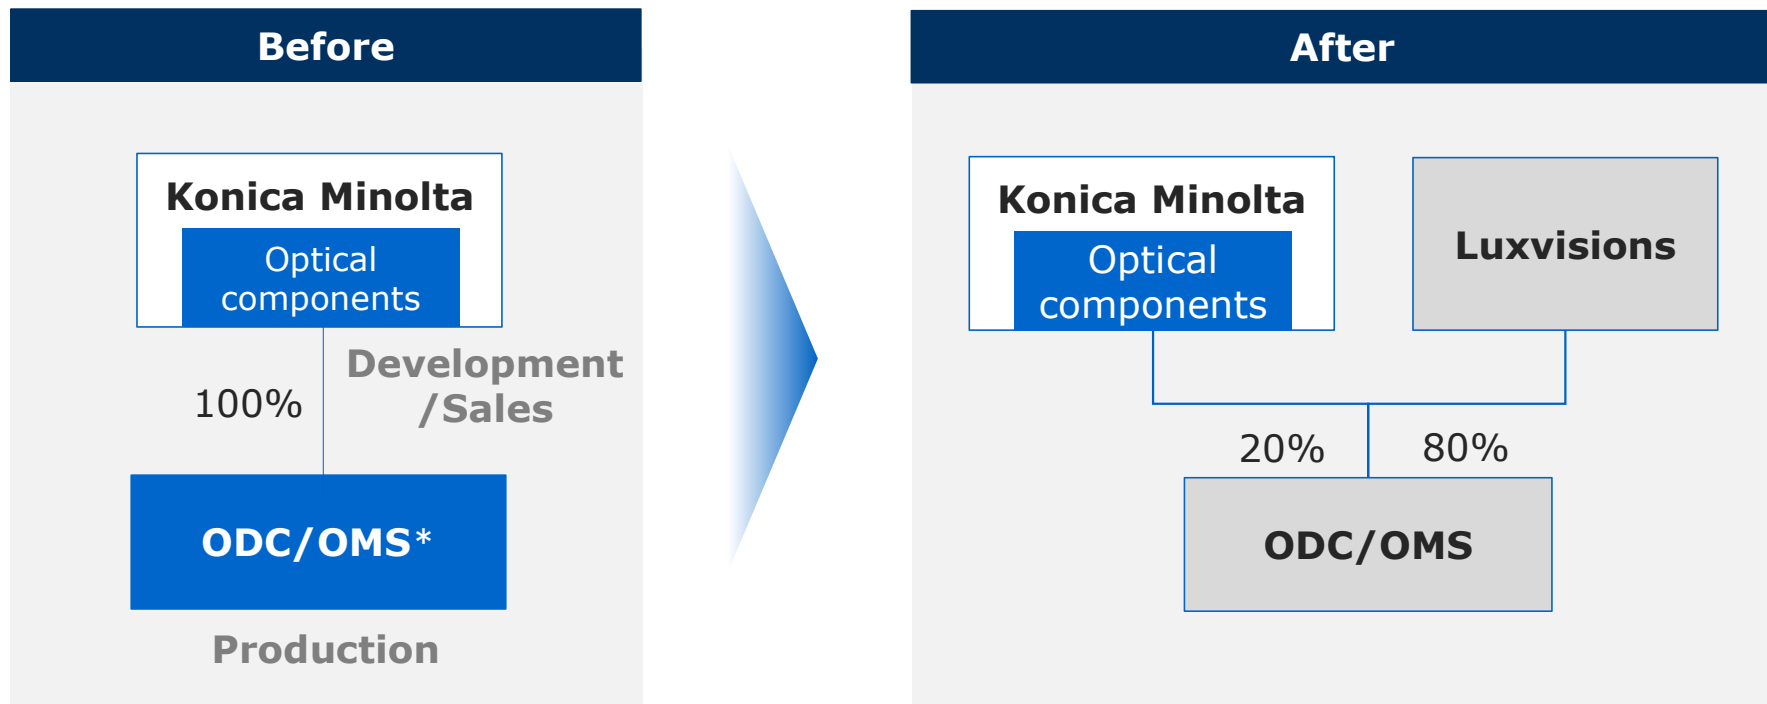 Before
Konica Minolta
Optical
components
Development
/Sales
100%
ODC/OMS*
Production
After
Konica Minolta
Optical
components
Luxvisions
20%
80%
ODC/OMS